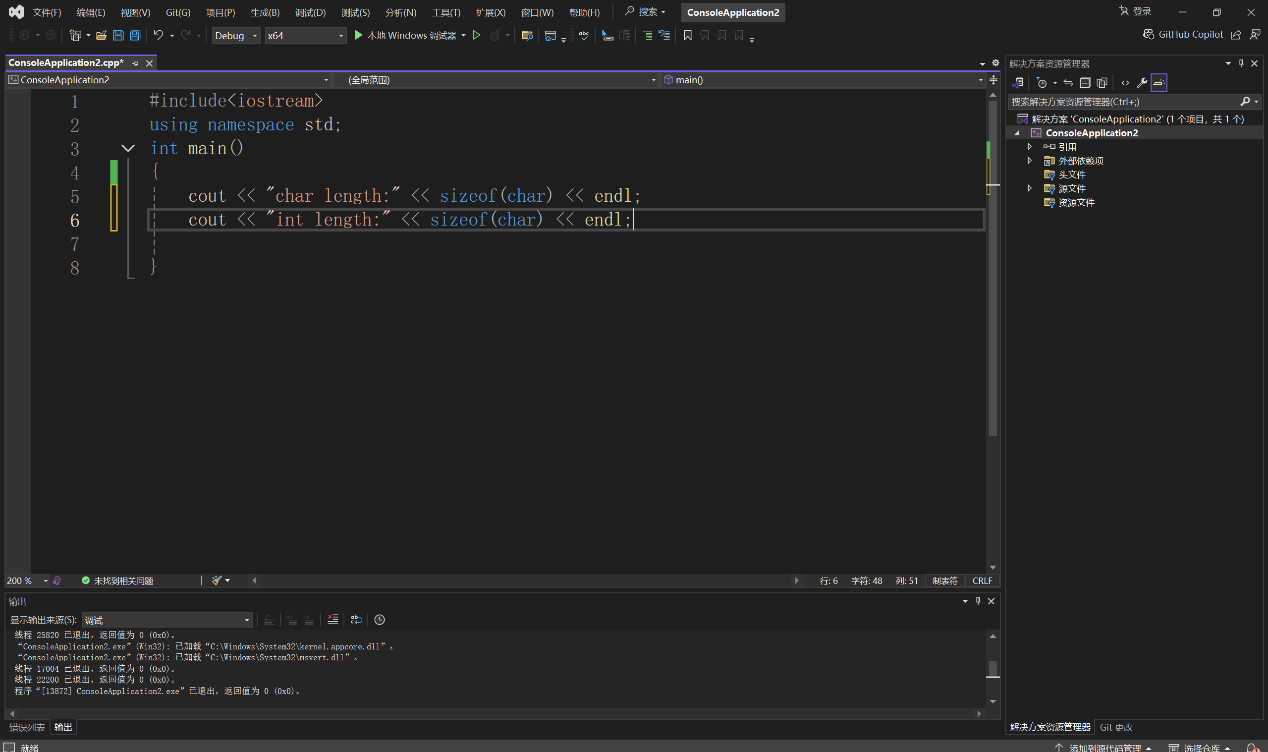 文件(F) 编辑(E) 视图(V) Git(G) 项目(P) 生成(B) 调试(D) 测试(S) 分析(N) 工具(T) 扩展(X) 窗口(W) 帮助(H) 搜索 ConsoleApplication2 登录
Debug x64 本地 Windows 调试器 GitHub Copilot
ConsoleApplication2.cpp*
ConsoleApplication2 (全局范围) main()
1 #include<iostream>
2 using namespace std;
3 int main()
4 {
5 cout << "char length:" << sizeof(char) << endl;
6 cout << "int length:" << sizeof(char) << endl;
7
8 }
200 % 未找到相关问题 行: 6 字符: 48 列: 51 制表符 CRLF
输出
显示输出来源(S): 调试
线程 25820 已退出，返回值为 0 (0x0)。
“ConsoleApplication2.exe”(Win32): 已加载“C:\Windows\System32\kernel.appcore.dll”。
“ConsoleApplication2.exe”(Win32): 已加载“C:\Windows\System32\msvcrt.dll”。
线程 17004 已退出，返回值为 0 (0x0)。
线程 22200 已退出，返回值为 0 (0x0)。
程序“[13872] ConsoleApplication2.exe”已退出，返回值为 0 (0x0)。
错误列表 输出
就绪
解决方案资源管理器
搜索解决方案资源管理器(Ctrl+;)
解决方案 'ConsoleApplication2' (1 个项目，共 1 个)
ConsoleApplication2
引用
外部依赖项
头文件
源文件
资源文件
解决方案资源管理器 Git 更改
添加到源代码管理 选择仓库